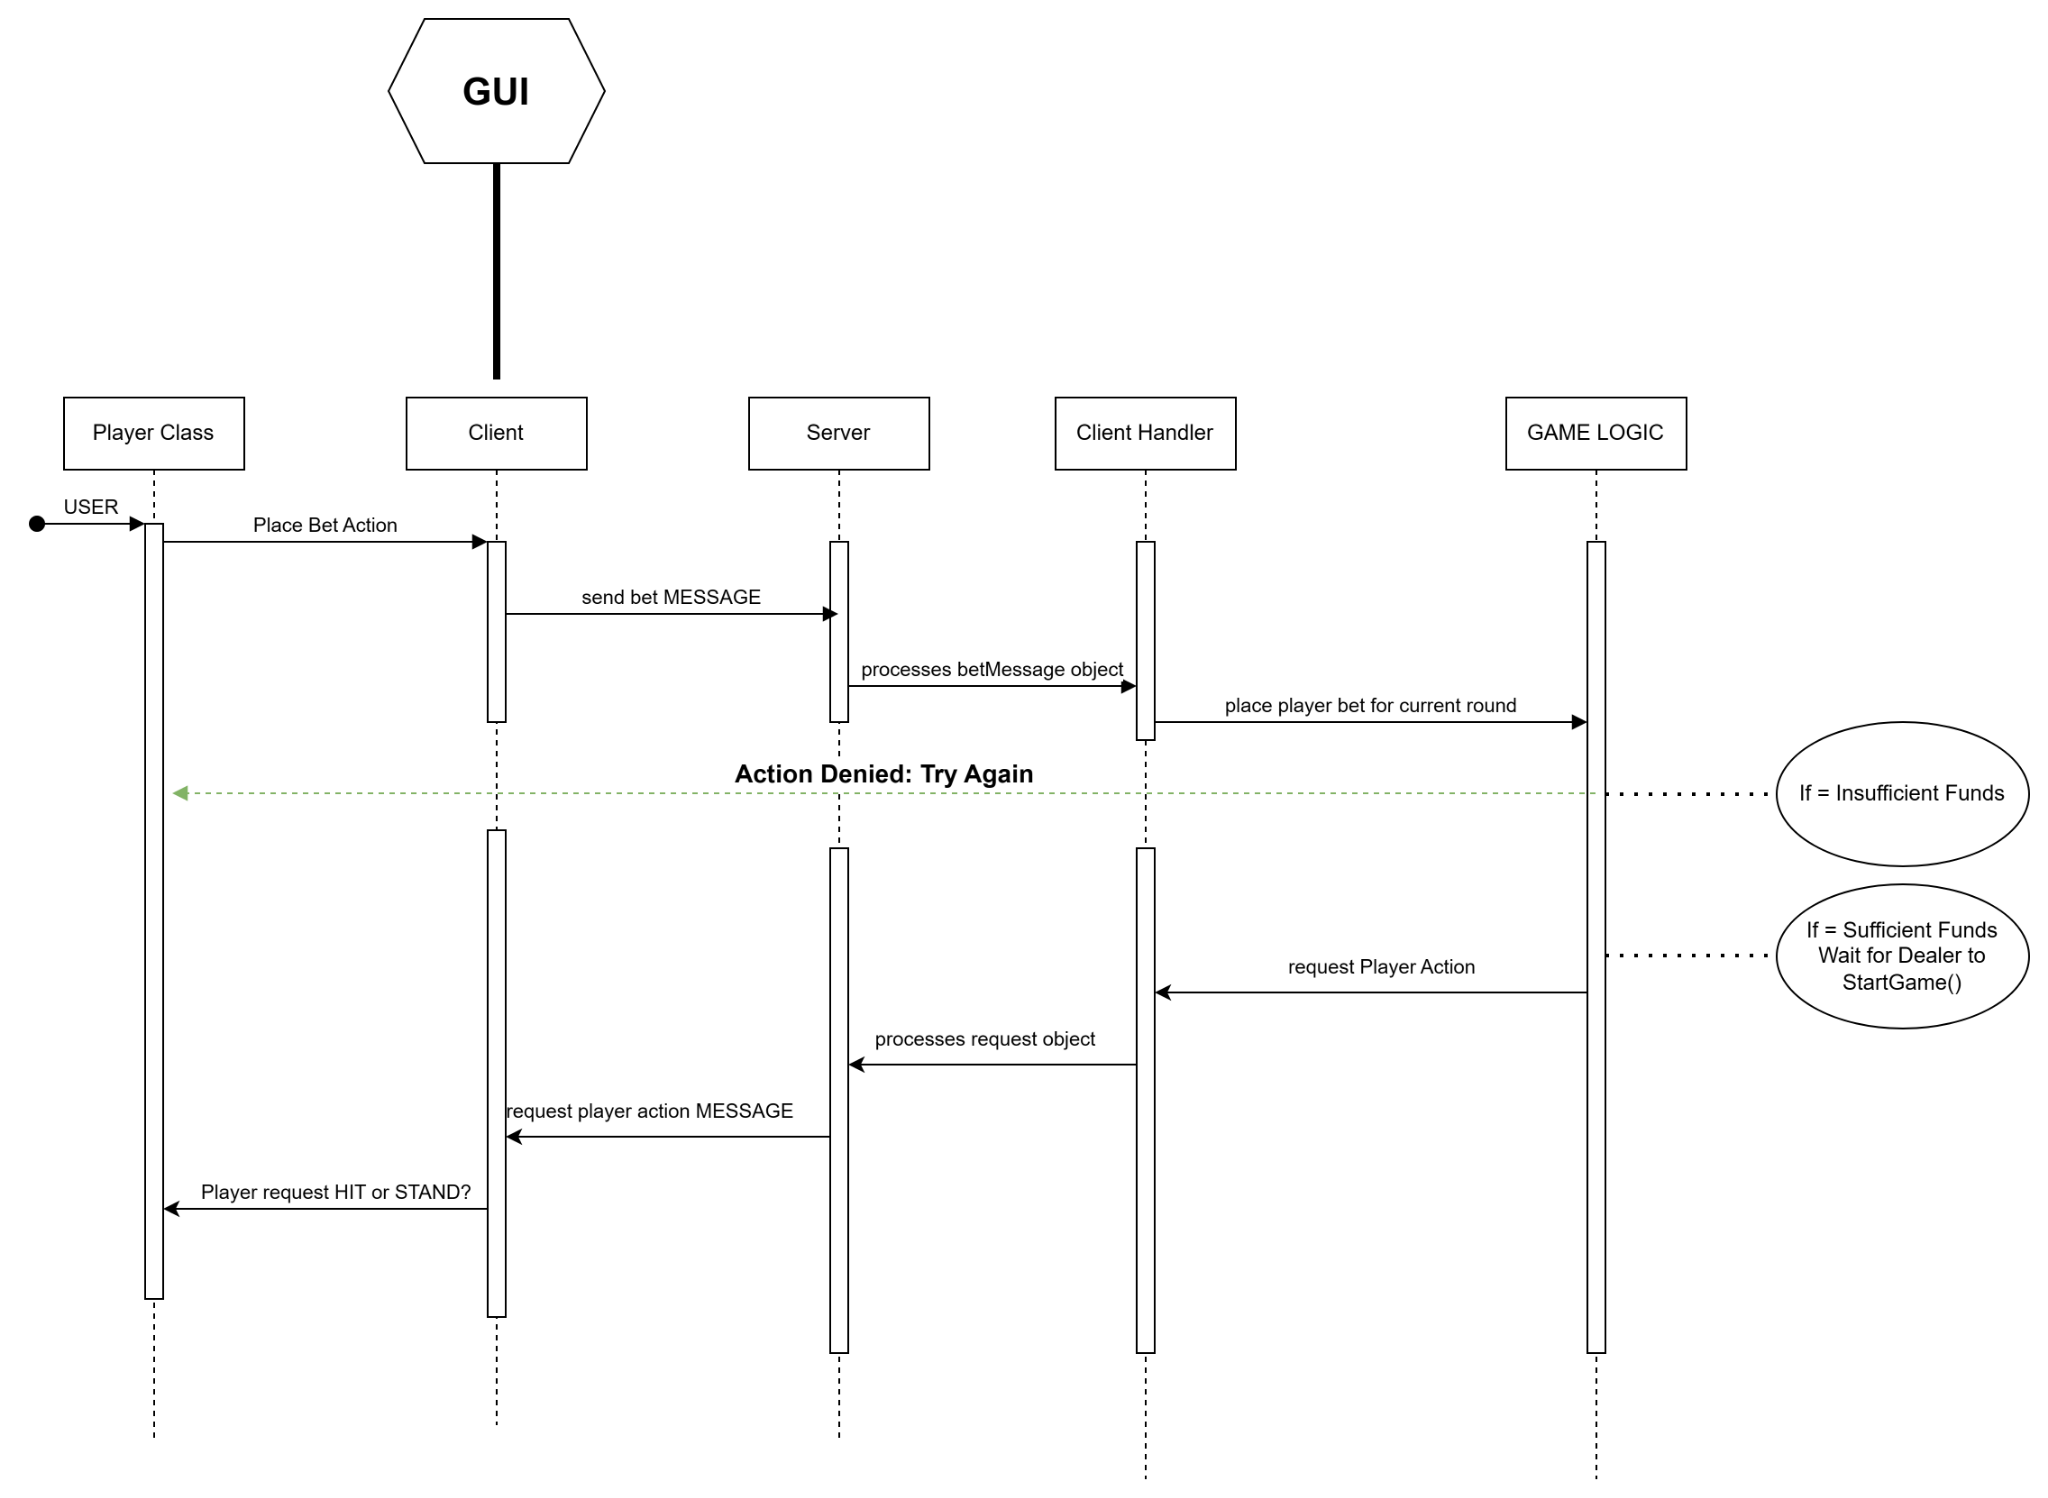 GUI
Player Class
Client
Server
Client Handler
GAME LOGIC
USER
Place Bet Action
send bet MESSAGE
processes betMessage object
place player bet for current round
Action Denied: Try Again
If = Insufficient Funds
If = Sufficient Funds
Wait for Dealer to
StartGame()
request Player Action
processes request object
request player action MESSAGE
Player request HIT or STAND?